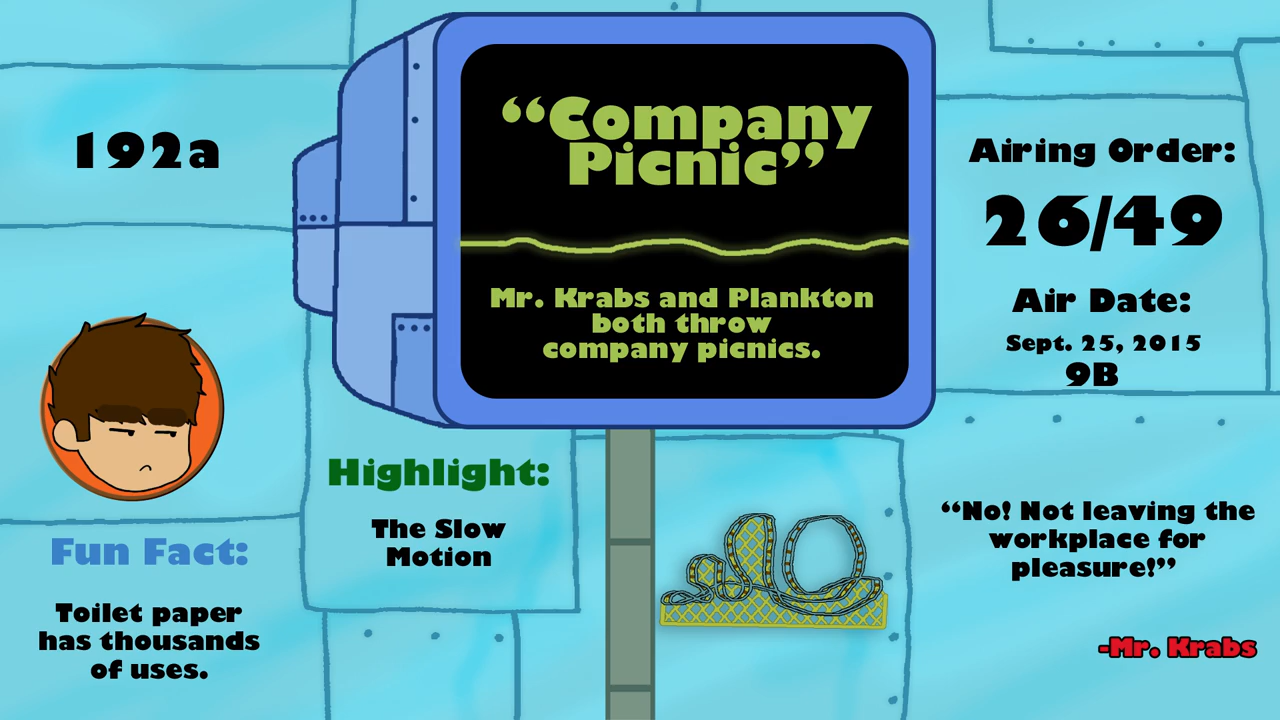 192a
“Company
Picnic”
Mr. Krabs and Plankton
both throw
company picnics.
Airing Order:
26/49
Air Date:
Sept. 25, 2015
9B
Highlight:
The Slow
Motion
Fun Fact:
Toilet paper
has thousands
of uses.
“No! Not leaving the
workplace for
pleasure!”
-Mr. Krabs